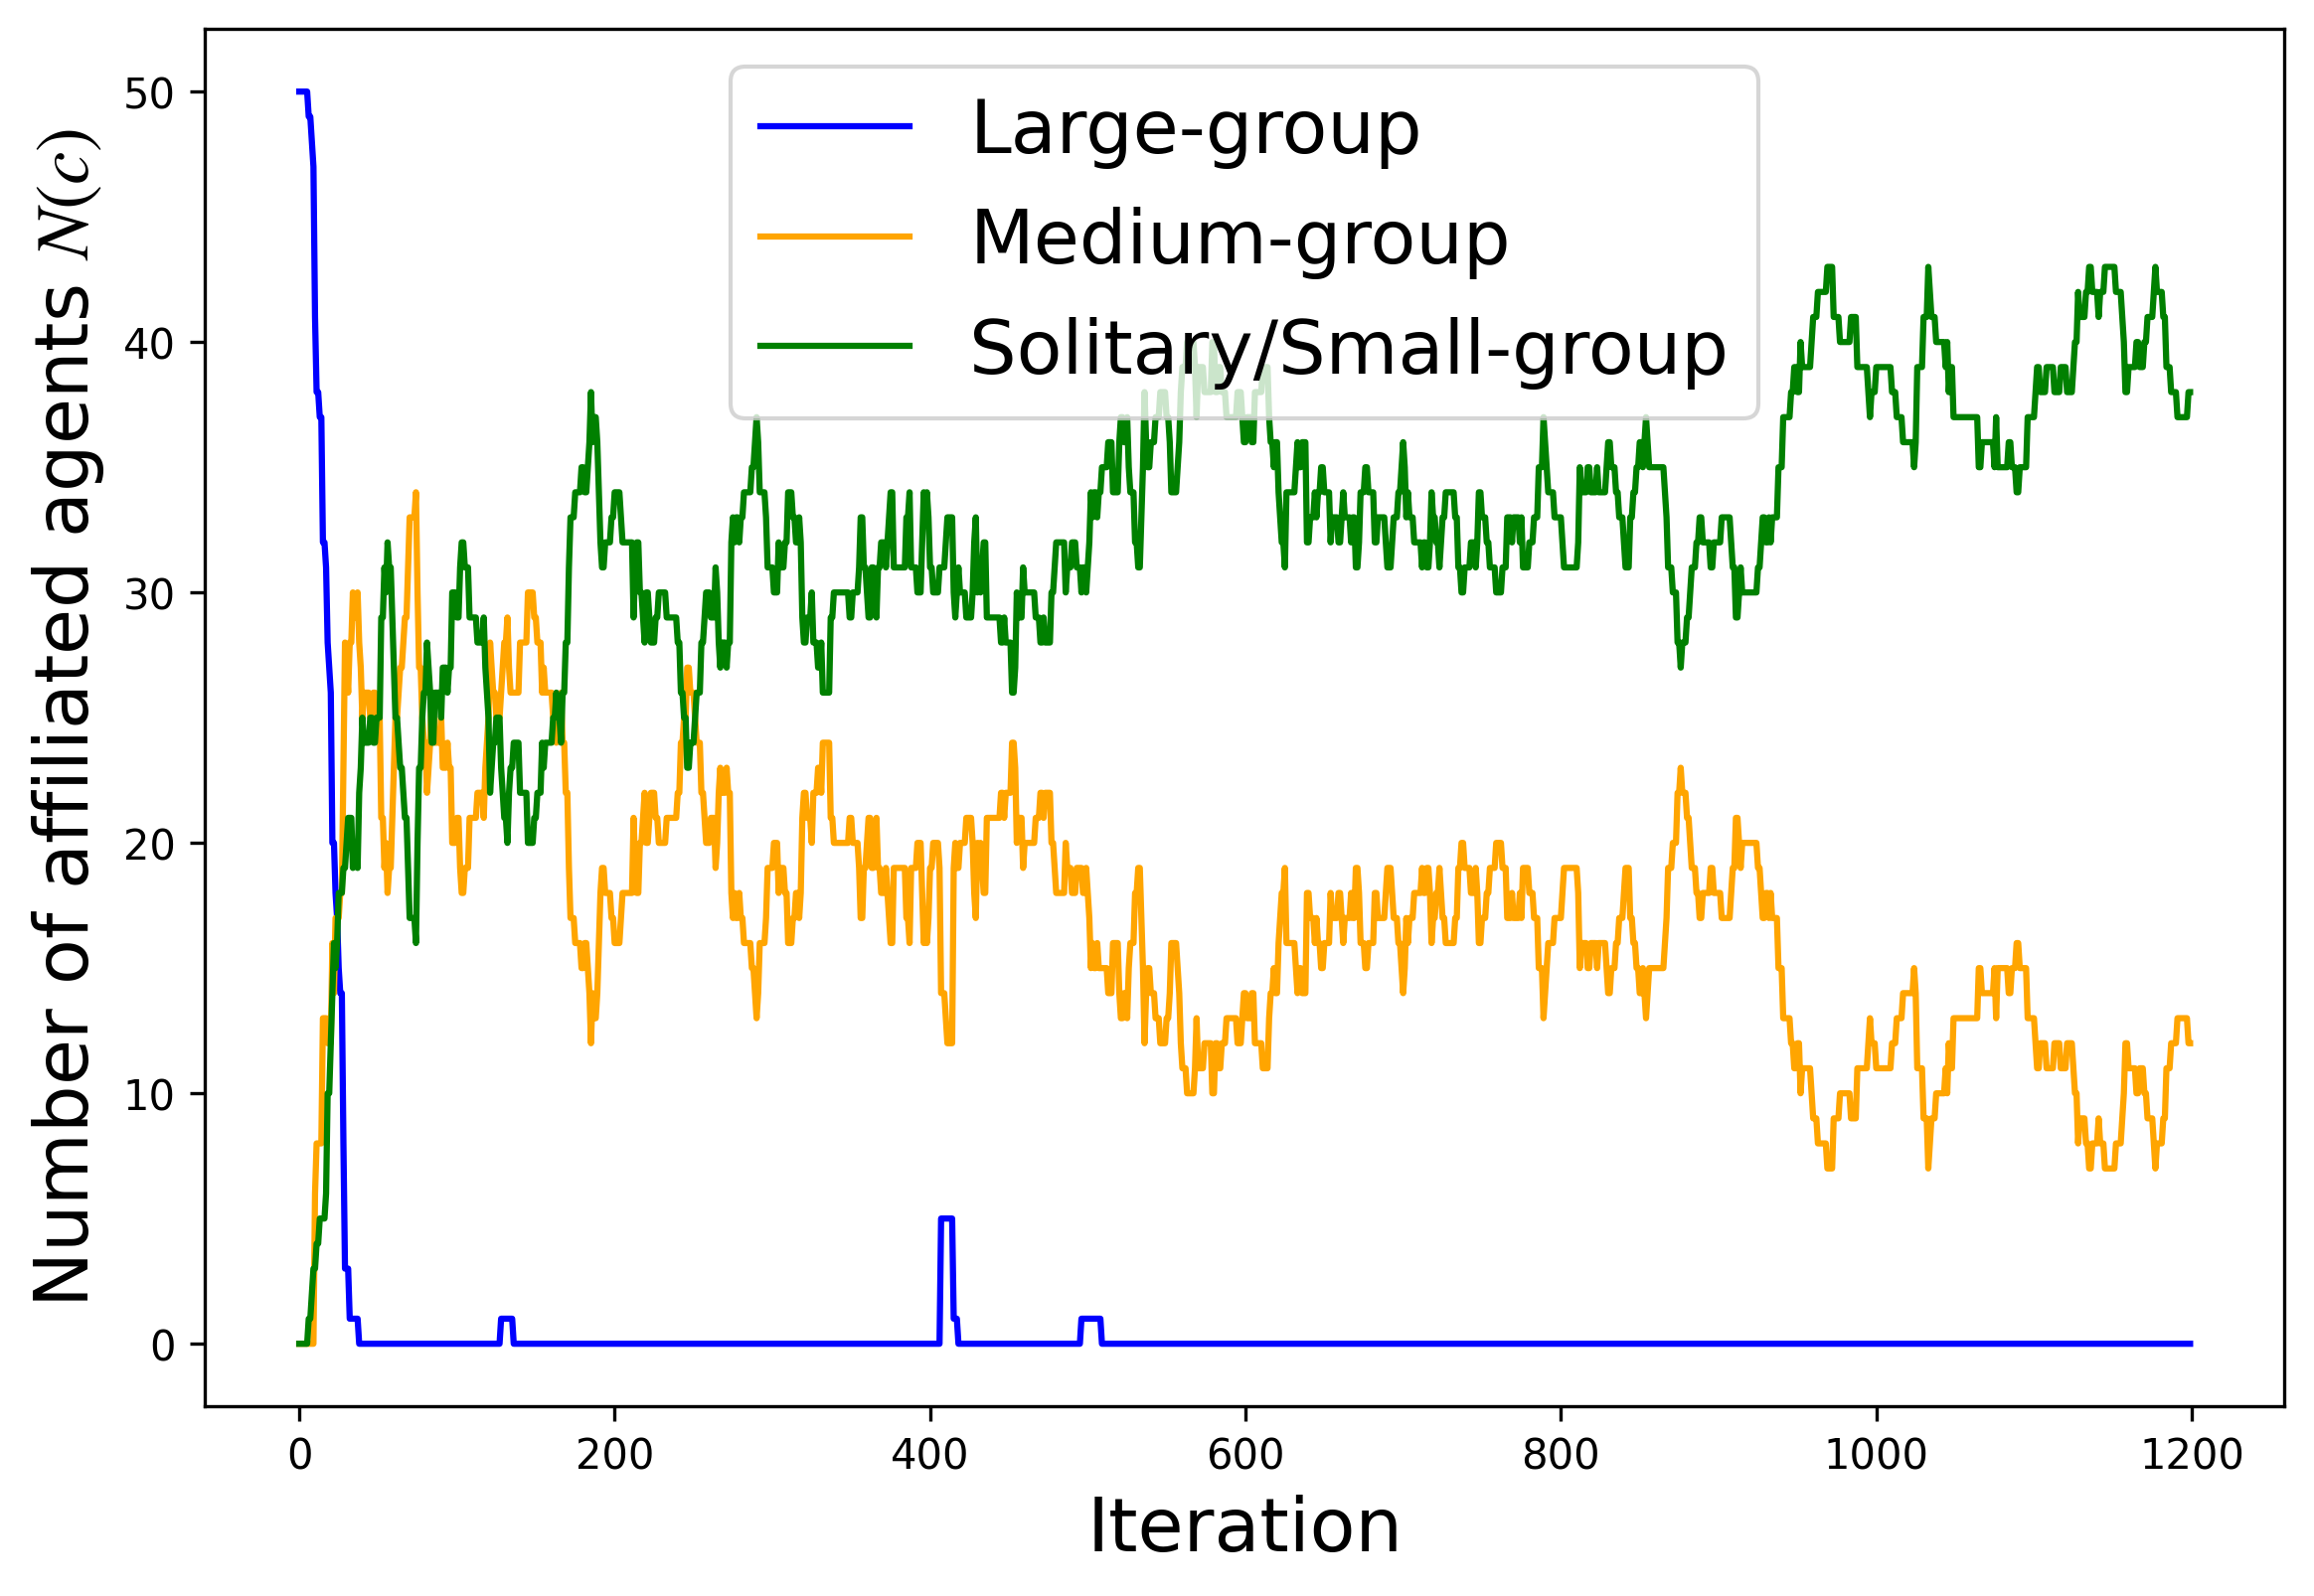 Number of affiliated agents N(c)
50
40
30
20
10
0
Large-group
Medium-group
Solitary/Small-group
0 200 400 600 800 1000 1200
Iteration